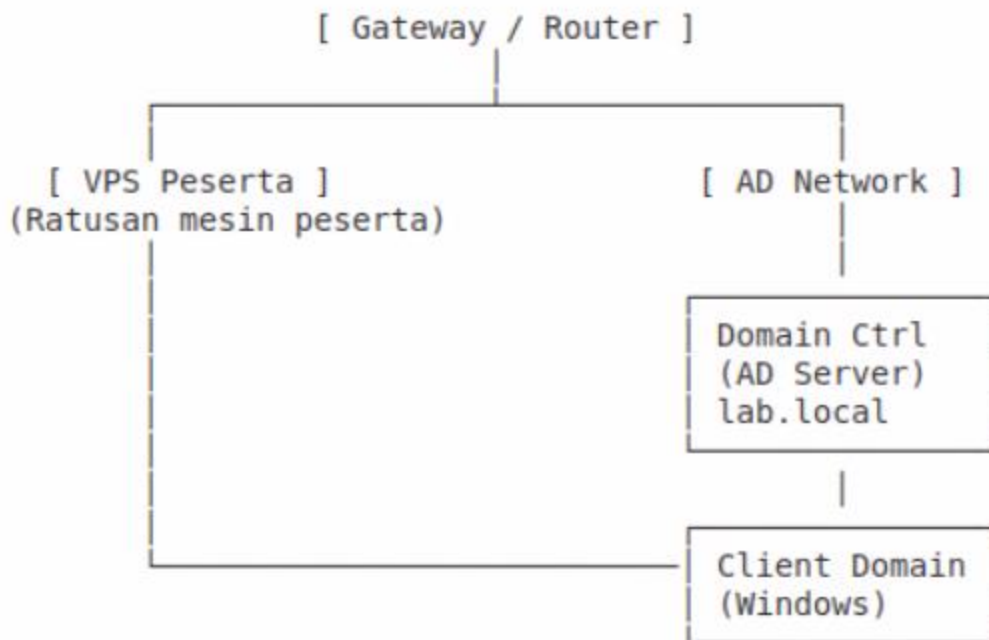 [ Gateway / Router ]
[ VPS Peserta ]
(Ratusan mesin peserta)
[ AD Network ]
Domain Ctrl
(AD Server)
lab.local
Client Domain
(Windows)